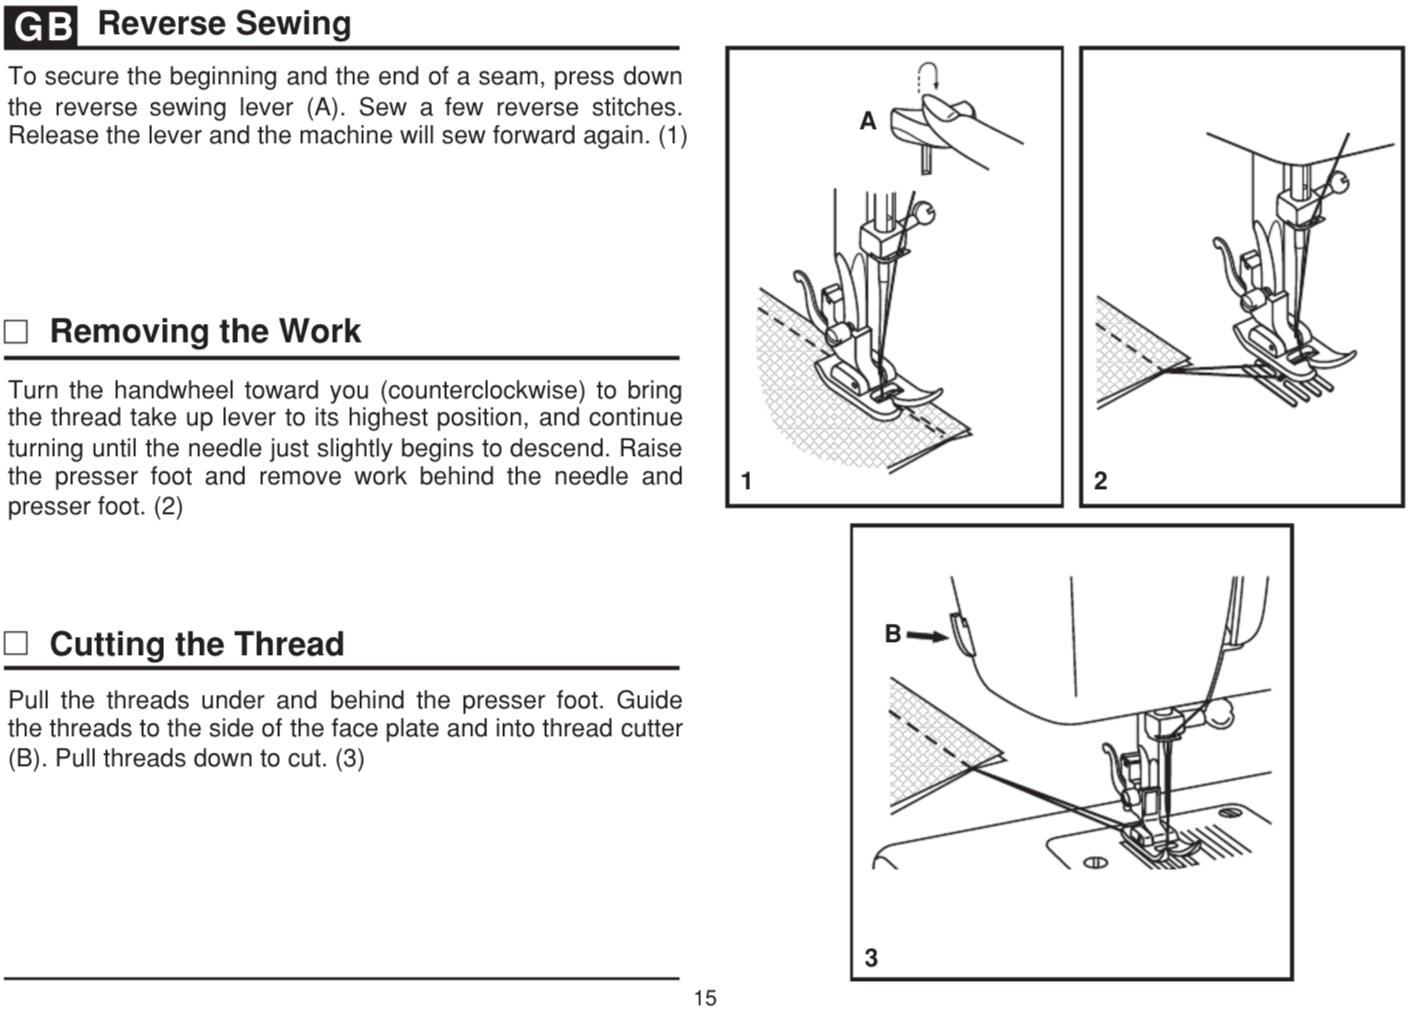 GB Reverse Sewing
To secure the beginning and the end of a seam, press down
the reverse sewing lever (A). Sew a few reverse stitches.
Release the lever and the machine will sew forward again. (1)
□ Removing the Work
Turn the handwheel toward you (counterclockwise) to bring
the thread take up lever to its highest position, and continue
turning until the needle just slightly begins to descend. Raise
the presser foot and remove work behind the needle and
presser foot. (2)
□ Cutting the Thread
Pull the threads under and behind the presser foot. Guide
the threads to the side of the face plate and into thread cutter
(B). Pull threads down to cut. (3)
A
1
2
B
3
15